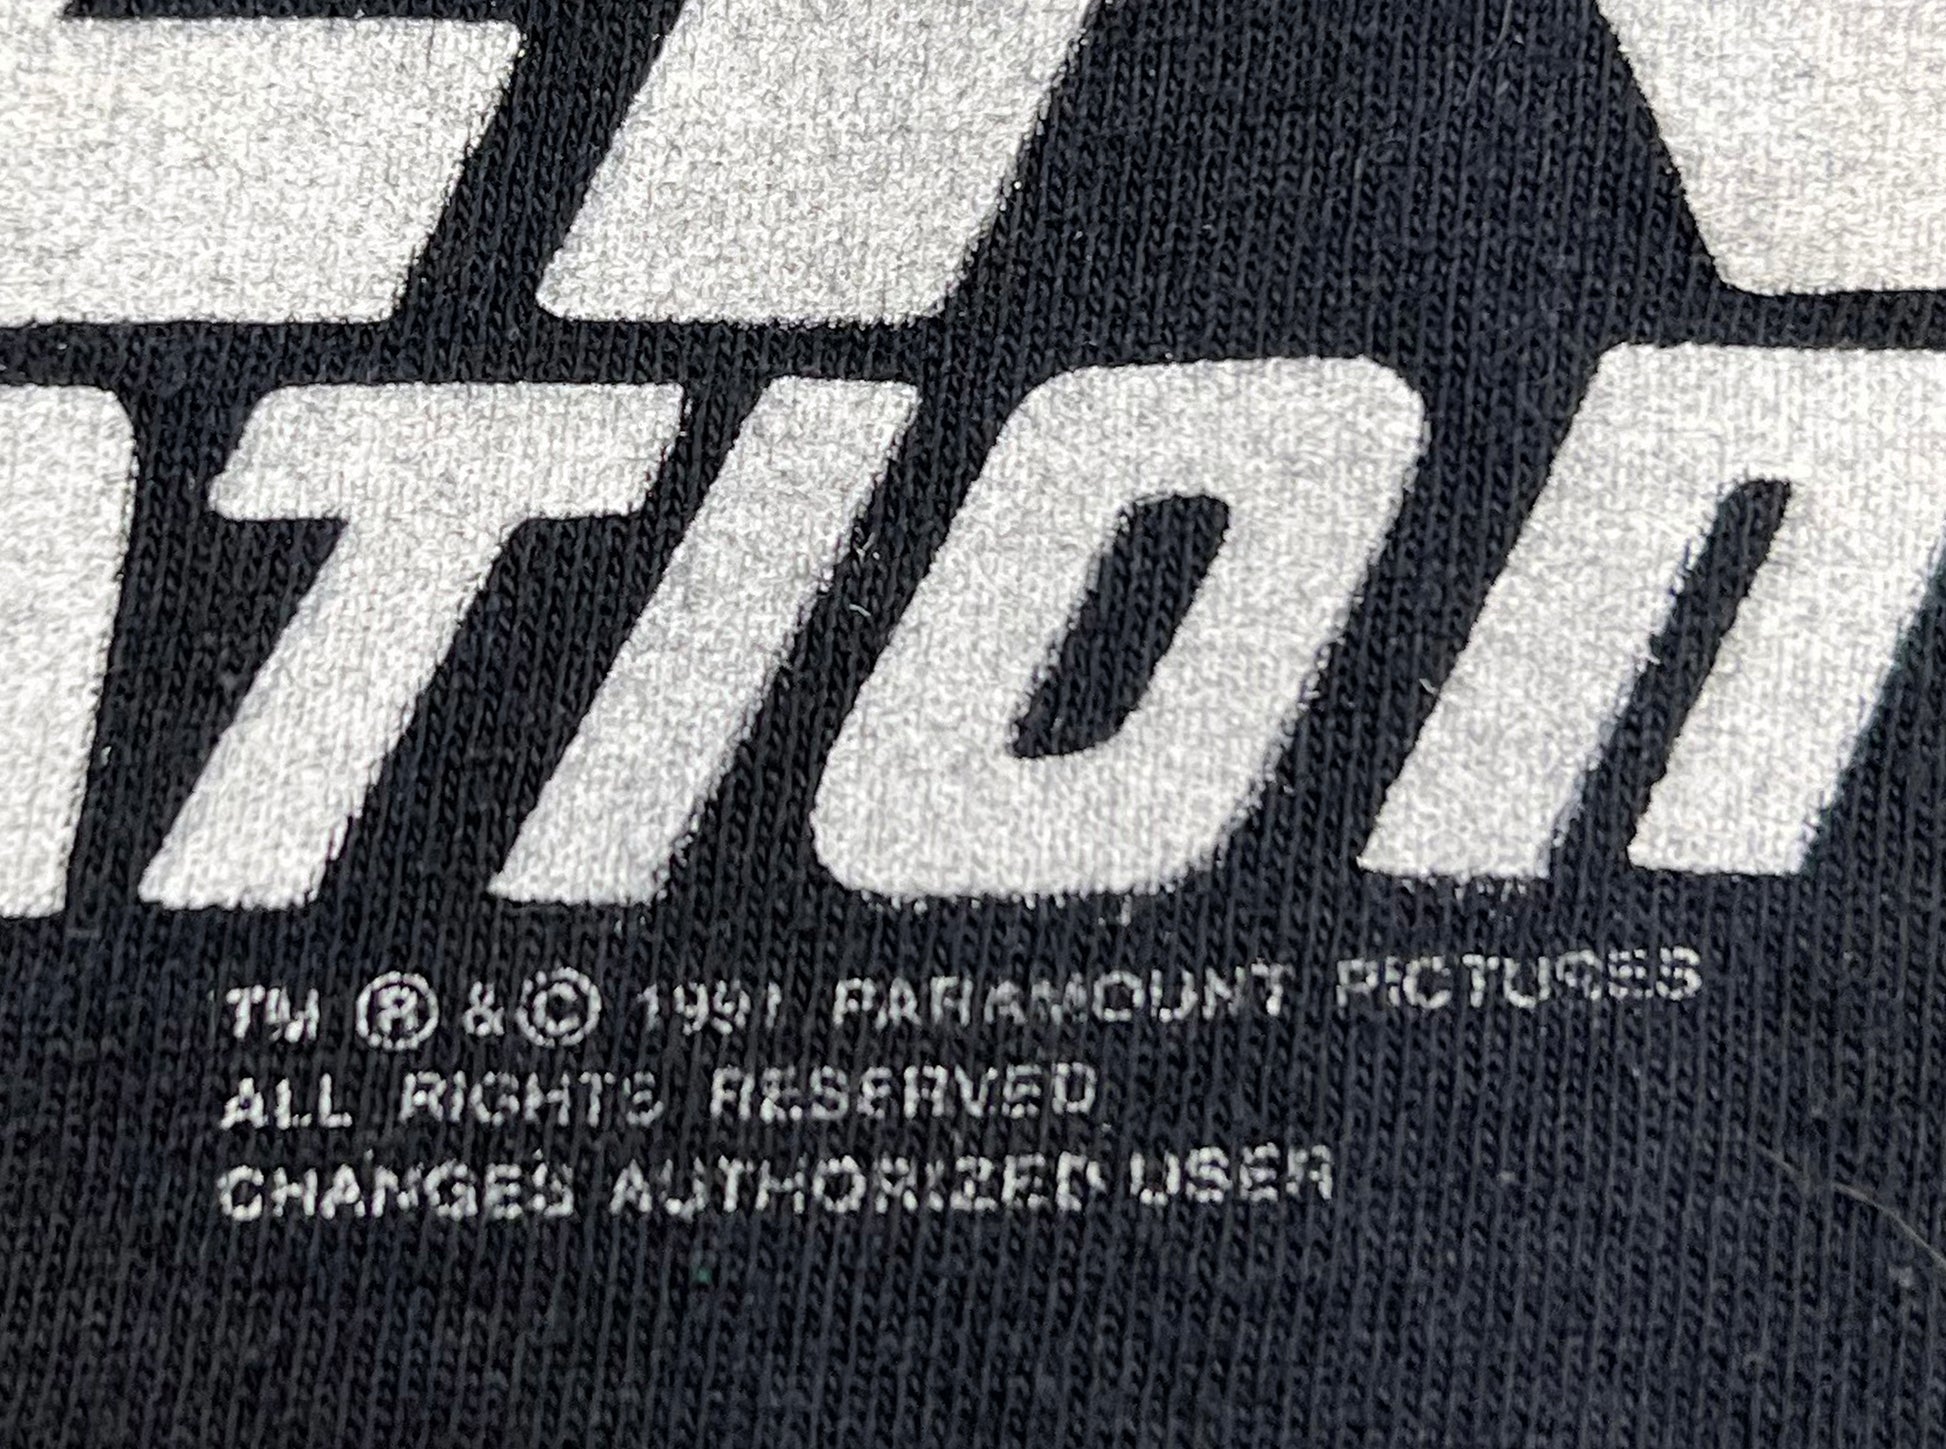 TION
TM ® & © 1991 PARAMOUNT PICTURES
ALL RIGHTS RESERVED
CHANGES AUTHORIZED USER